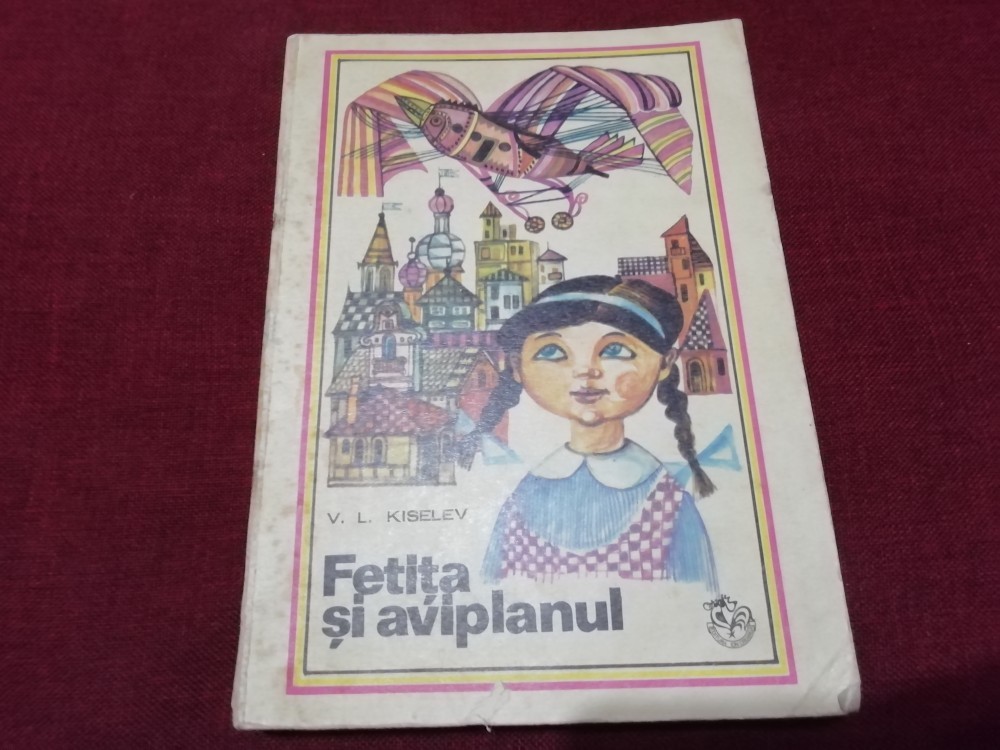 V. L. KISELEV
Fetița
și aviplanul